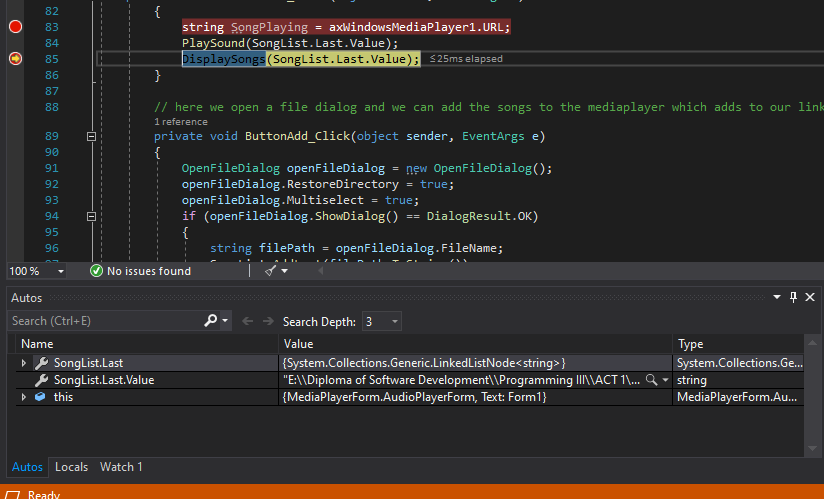 82 {
83 string SongPlaying = axWindowsMediaPlayer1.URL;
84 PlaySound(SongList.Last.Value);
85 DisplaySongs(SongList.Last.Value); ≤25ms elapsed
86 }
87
88 // here we open a file dialog and we can add the songs to the mediaplayer which adds to our link
1 reference
89 private void ButtonAdd_Click(object sender, EventArgs e)
90 {
91 OpenFileDialog openFileDialog = new OpenFileDialog();
92 openFileDialog.RestoreDirectory = true;
93 openFileDialog.Multiselect = true;
94 if (openFileDialog.ShowDialog() == DialogResult.OK)
95 {
96 string filePath = openFileDialog.FileName;
100 % No issues found
Autos
Search (Ctrl+E) Search Depth: 3
Name Value Type
SongList.Last {System.Collections.Generic.LinkedListNode<string>} System.Collections.Ge...
SongList.Last.Value "E:\\Diploma of Software Development\\Programming III\\ACT 1\... string
this {MediaPlayerForm.AudioPlayerForm, Text: Form1} MediaPlayerForm.Au...
Autos Locals Watch 1
Ready